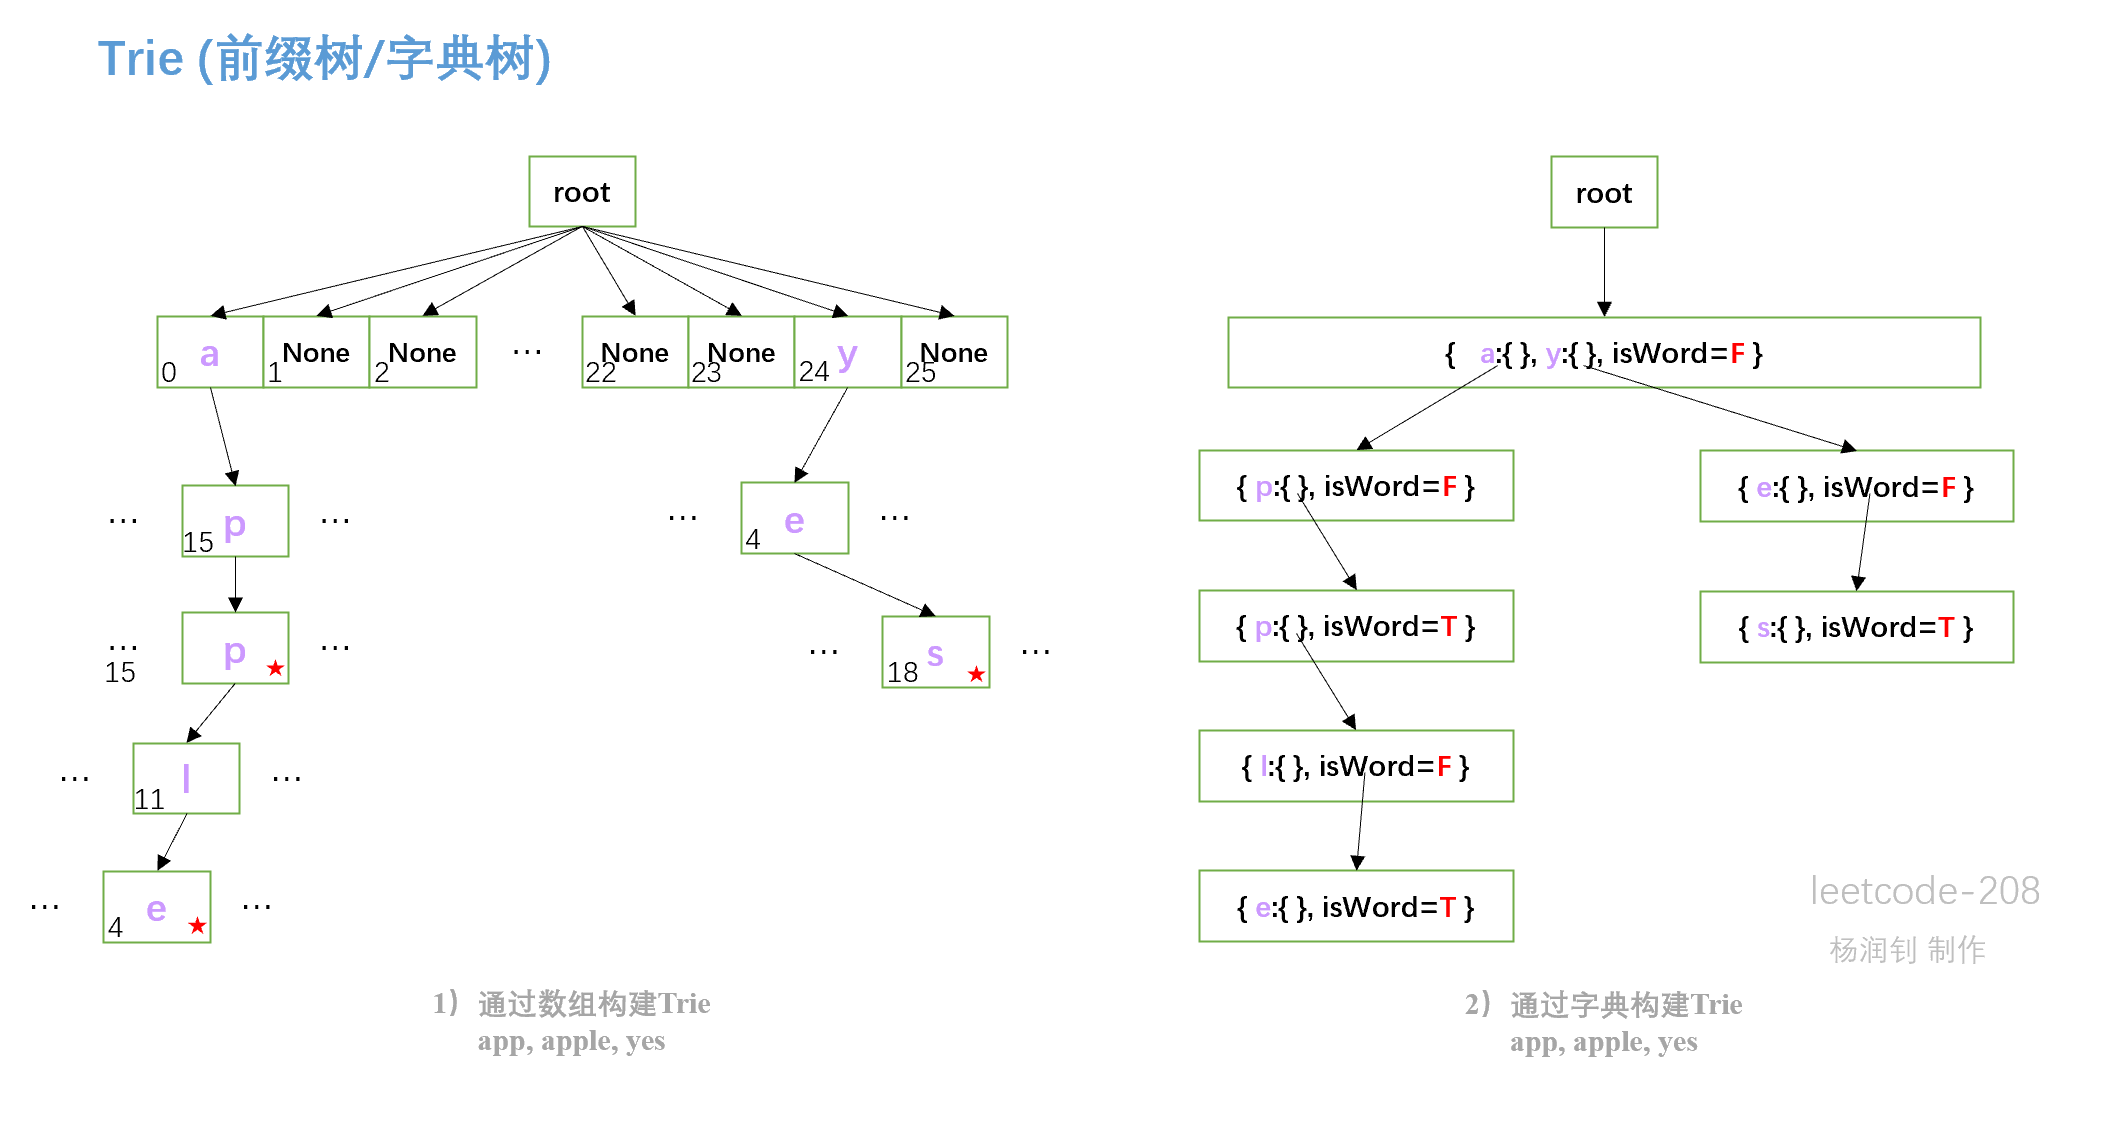 Trie (前缀树/字典树)
root
a
0
None
1
None
2
...
None
22
None
23
y
24
None
25
...
p
15
...
...
e
4
...
...
p
★
15
...
...
s
18
★
...
...
l
11
...
...
e
4
★
...
1）通过数组构建Trie
app, apple, yes
root
{ a:{ }, y:{ }, isWord=F }
{ p:{ }, isWord=F }
{ e:{ }, isWord=F }
{ p:{ }, isWord=T }
{ s:{ }, isWord=T }
{ l:{ }, isWord=F }
{ e:{ }, isWord=T }
leetcode-208
杨润钊 制作
2）通过字典构建Trie
app, apple, yes